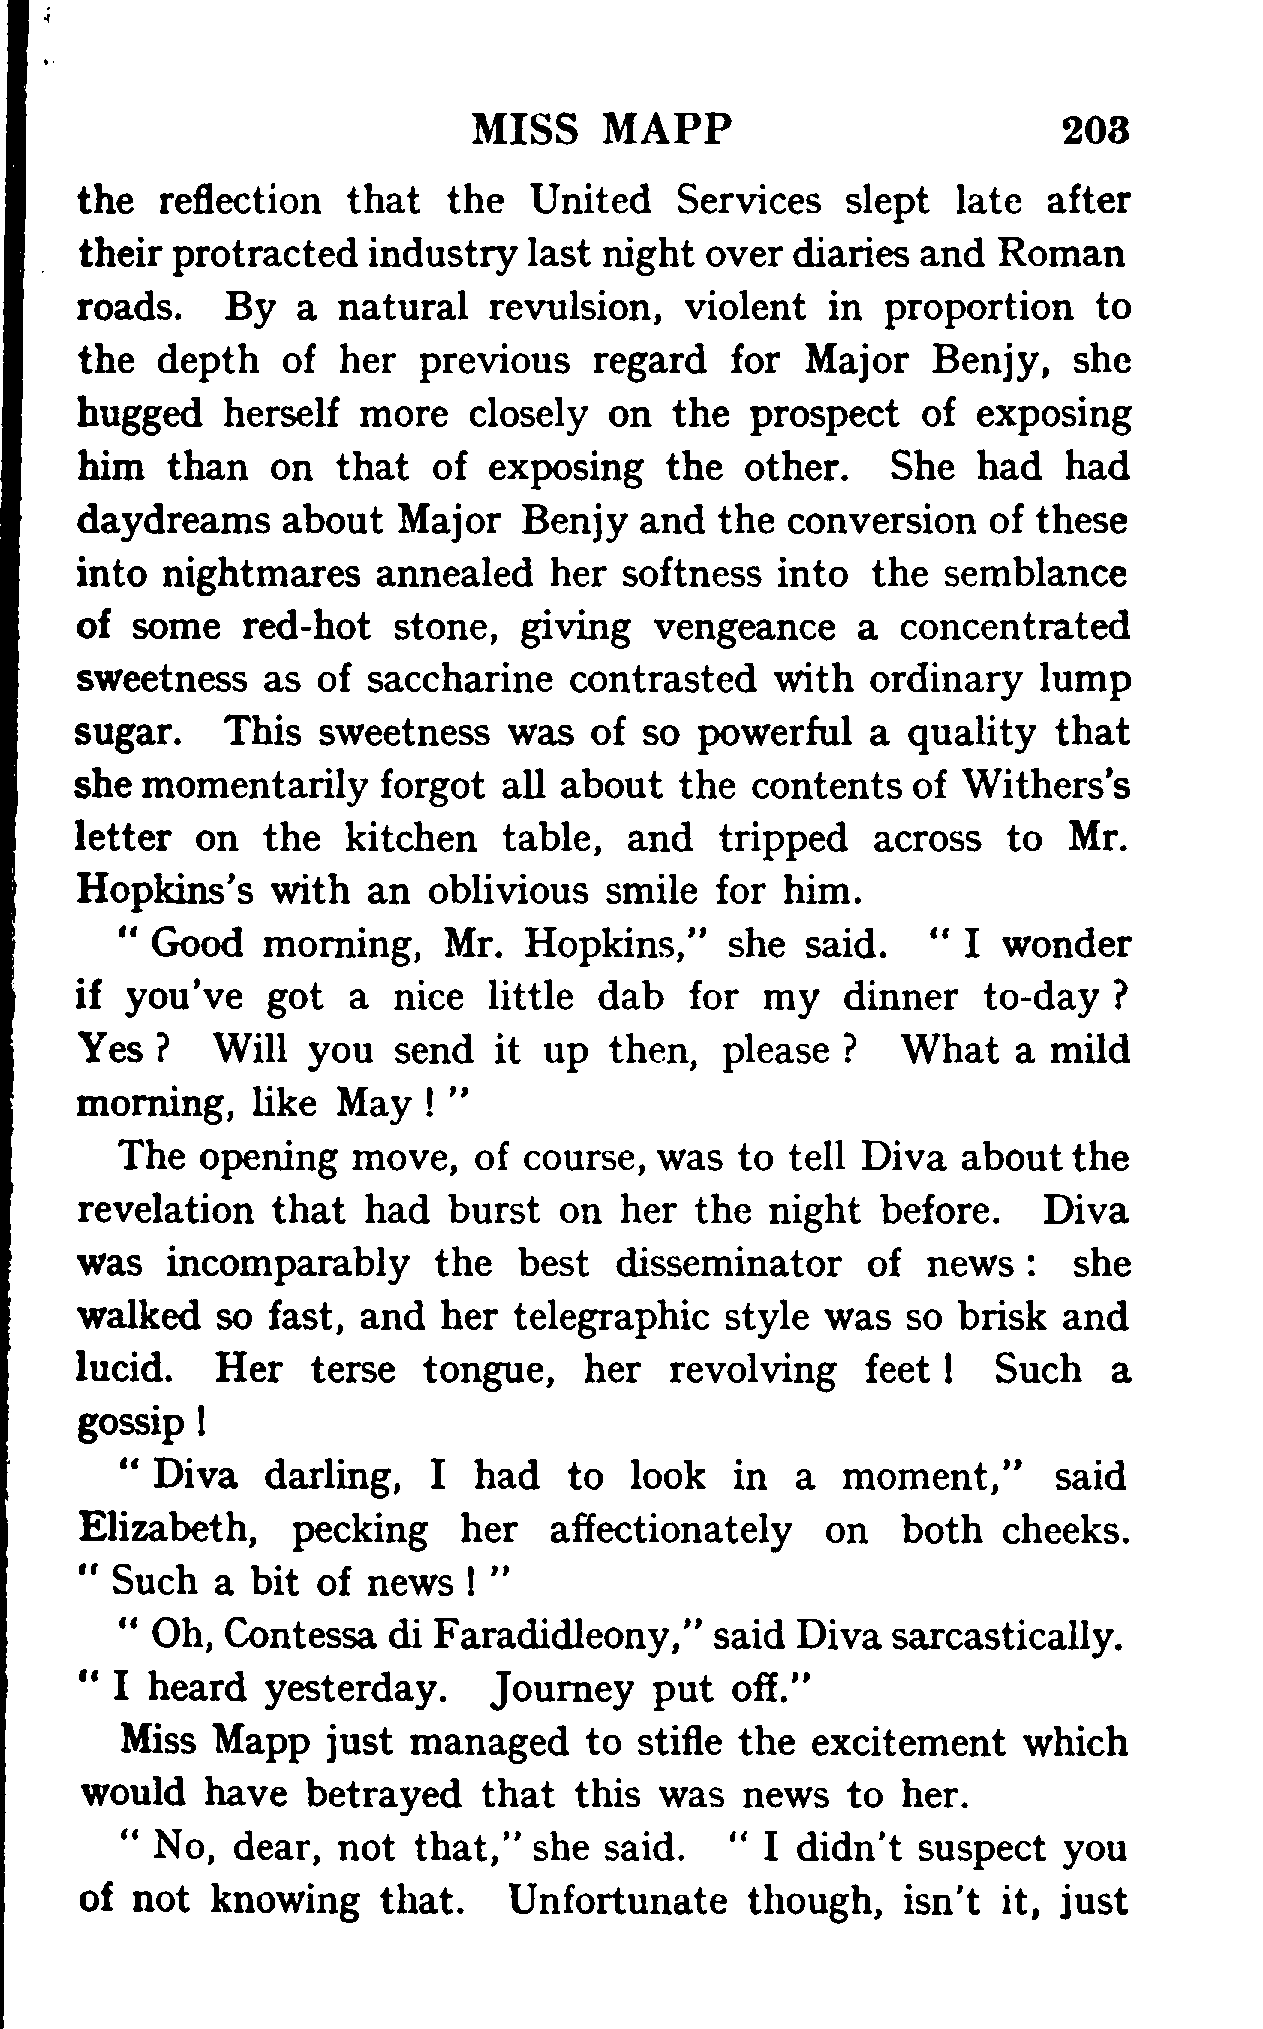 MISS MAPP 203
the reflection that the United Services slept late after
their protracted industry last night over diaries and Roman
roads. By a natural revulsion, violent in proportion to
the depth of her previous regard for Major Benjy, she
hugged herself more closely on the prospect of exposing
him than on that of exposing the other. She had had
daydreams about Major Benjy and the conversion of these
into nightmares annealed her softness into the semblance
of some red-hot stone, giving vengeance a concentrated
sweetness as of saccharine contrasted with ordinary lump
sugar. This sweetness was of so powerful a quality that
she momentarily forgot all about the contents of Withers's
letter on the kitchen table, and tripped across to Mr.
Hopkins's with an oblivious smile for him.
“ Good morning, Mr. Hopkins,” she said. “ I wonder
if you've got a nice little dab for my dinner to-day ?
Yes ? Will you send it up then, please ? What a mild
morning, like May ! ”
The opening move, of course, was to tell Diva about the
revelation that had burst on her the night before. Diva
was incomparably the best disseminator of news : she
walked so fast, and her telegraphic style was so brisk and
lucid. Her terse tongue, her revolving feet ! Such a
gossip !
“ Diva darling, I had to look in a moment,” said
Elizabeth, pecking her affectionately on both cheeks.
“ Such a bit of news ! ”
“ Oh, Contessa di Faradidleony,” said Diva sarcastically.
“ I heard yesterday. Journey put off.”
Miss Mapp just managed to stifle the excitement which
would have betrayed that this was news to her.
“ No, dear, not that,” she said. “ I didn't suspect you
of not knowing that. Unfortunate though, isn't it, just